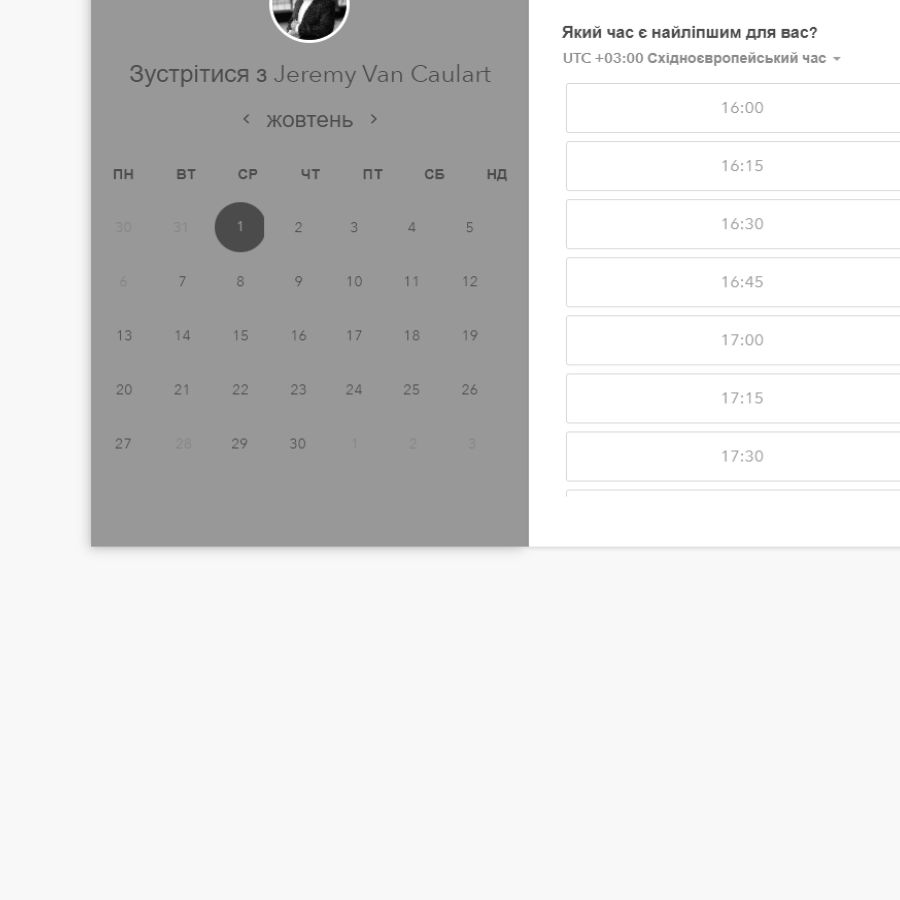 Зустрітися з Jeremy Van Caulart
жовтень
ПН ВТ СР ЧТ ПТ СБ НД
30 31 1 2 3 4 5
6 7 8 9 10 11 12
13 14 15 16 17 18 19
20 21 22 23 24 25 26
27 28 29 30 1 2 3
Який час є найліпшим для вас?
UTC +03:00 Східноєвропейський час
16:00
16:15
16:30
16:45
17:00
17:15
17:30